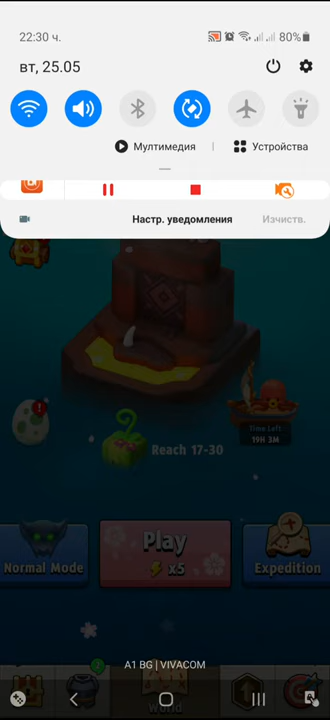 22:30 ч.
80%
вт, 25.05
Мултимедия
Устройства
Настр. уведомления
Изчиств.
Reach 17-30
Time Left
19H 3M
Normal Mode
Play
x5
Expedition
A1 BG | VIVACOM
World